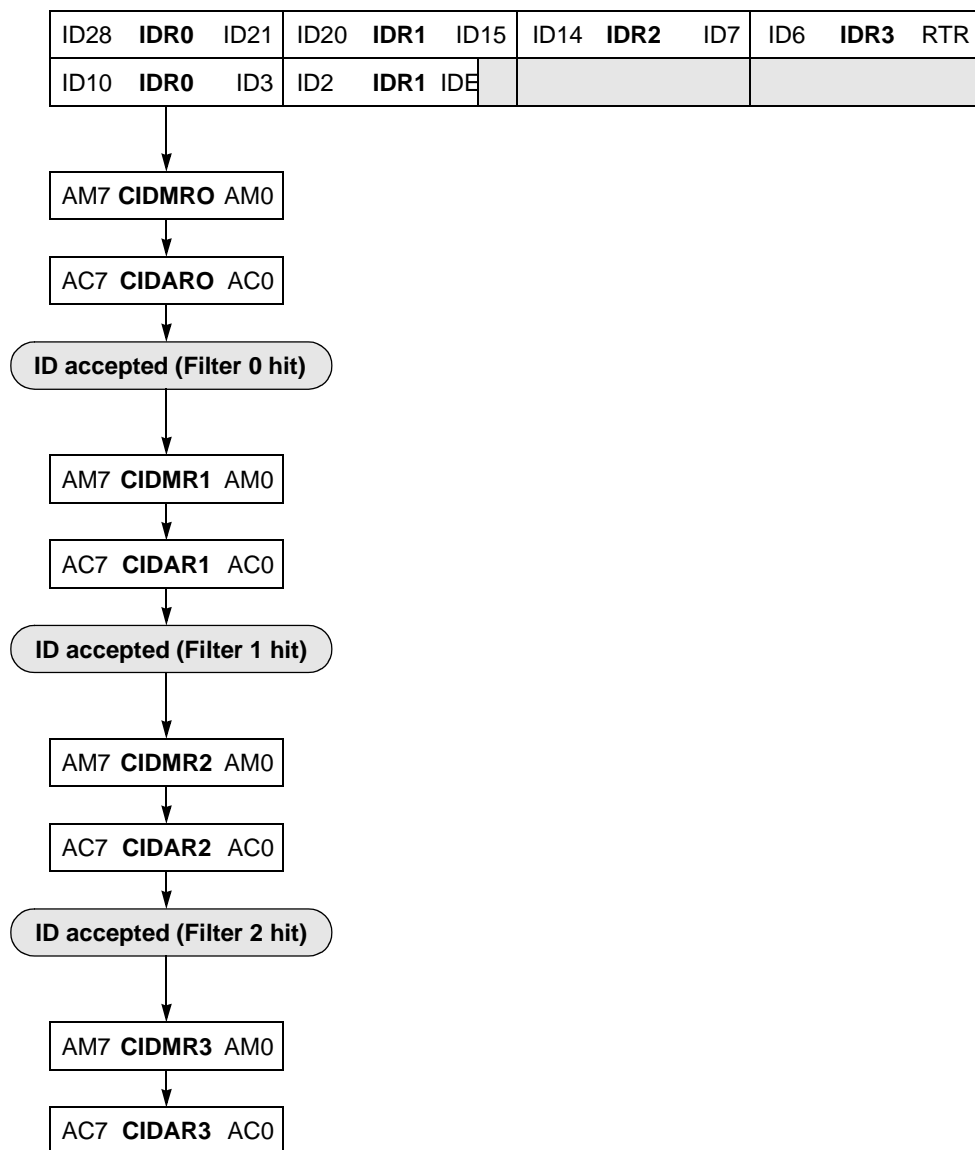 ID28 IDR0 ID21 ID20 IDR1 ID15 ID14 IDR2 ID7 ID6 IDR3 RTR
ID10 IDR0 ID3 ID2 IDR1 IDE
AM7 CIDMRO AM0
AC7 CIDARO AC0
ID accepted (Filter 0 hit)
AM7 CIDMR1 AM0
AC7 CIDAR1 AC0
ID accepted (Filter 1 hit)
AM7 CIDMR2 AM0
AC7 CIDAR2 AC0
ID accepted (Filter 2 hit)
AM7 CIDMR3 AM0
AC7 CIDAR3 AC0